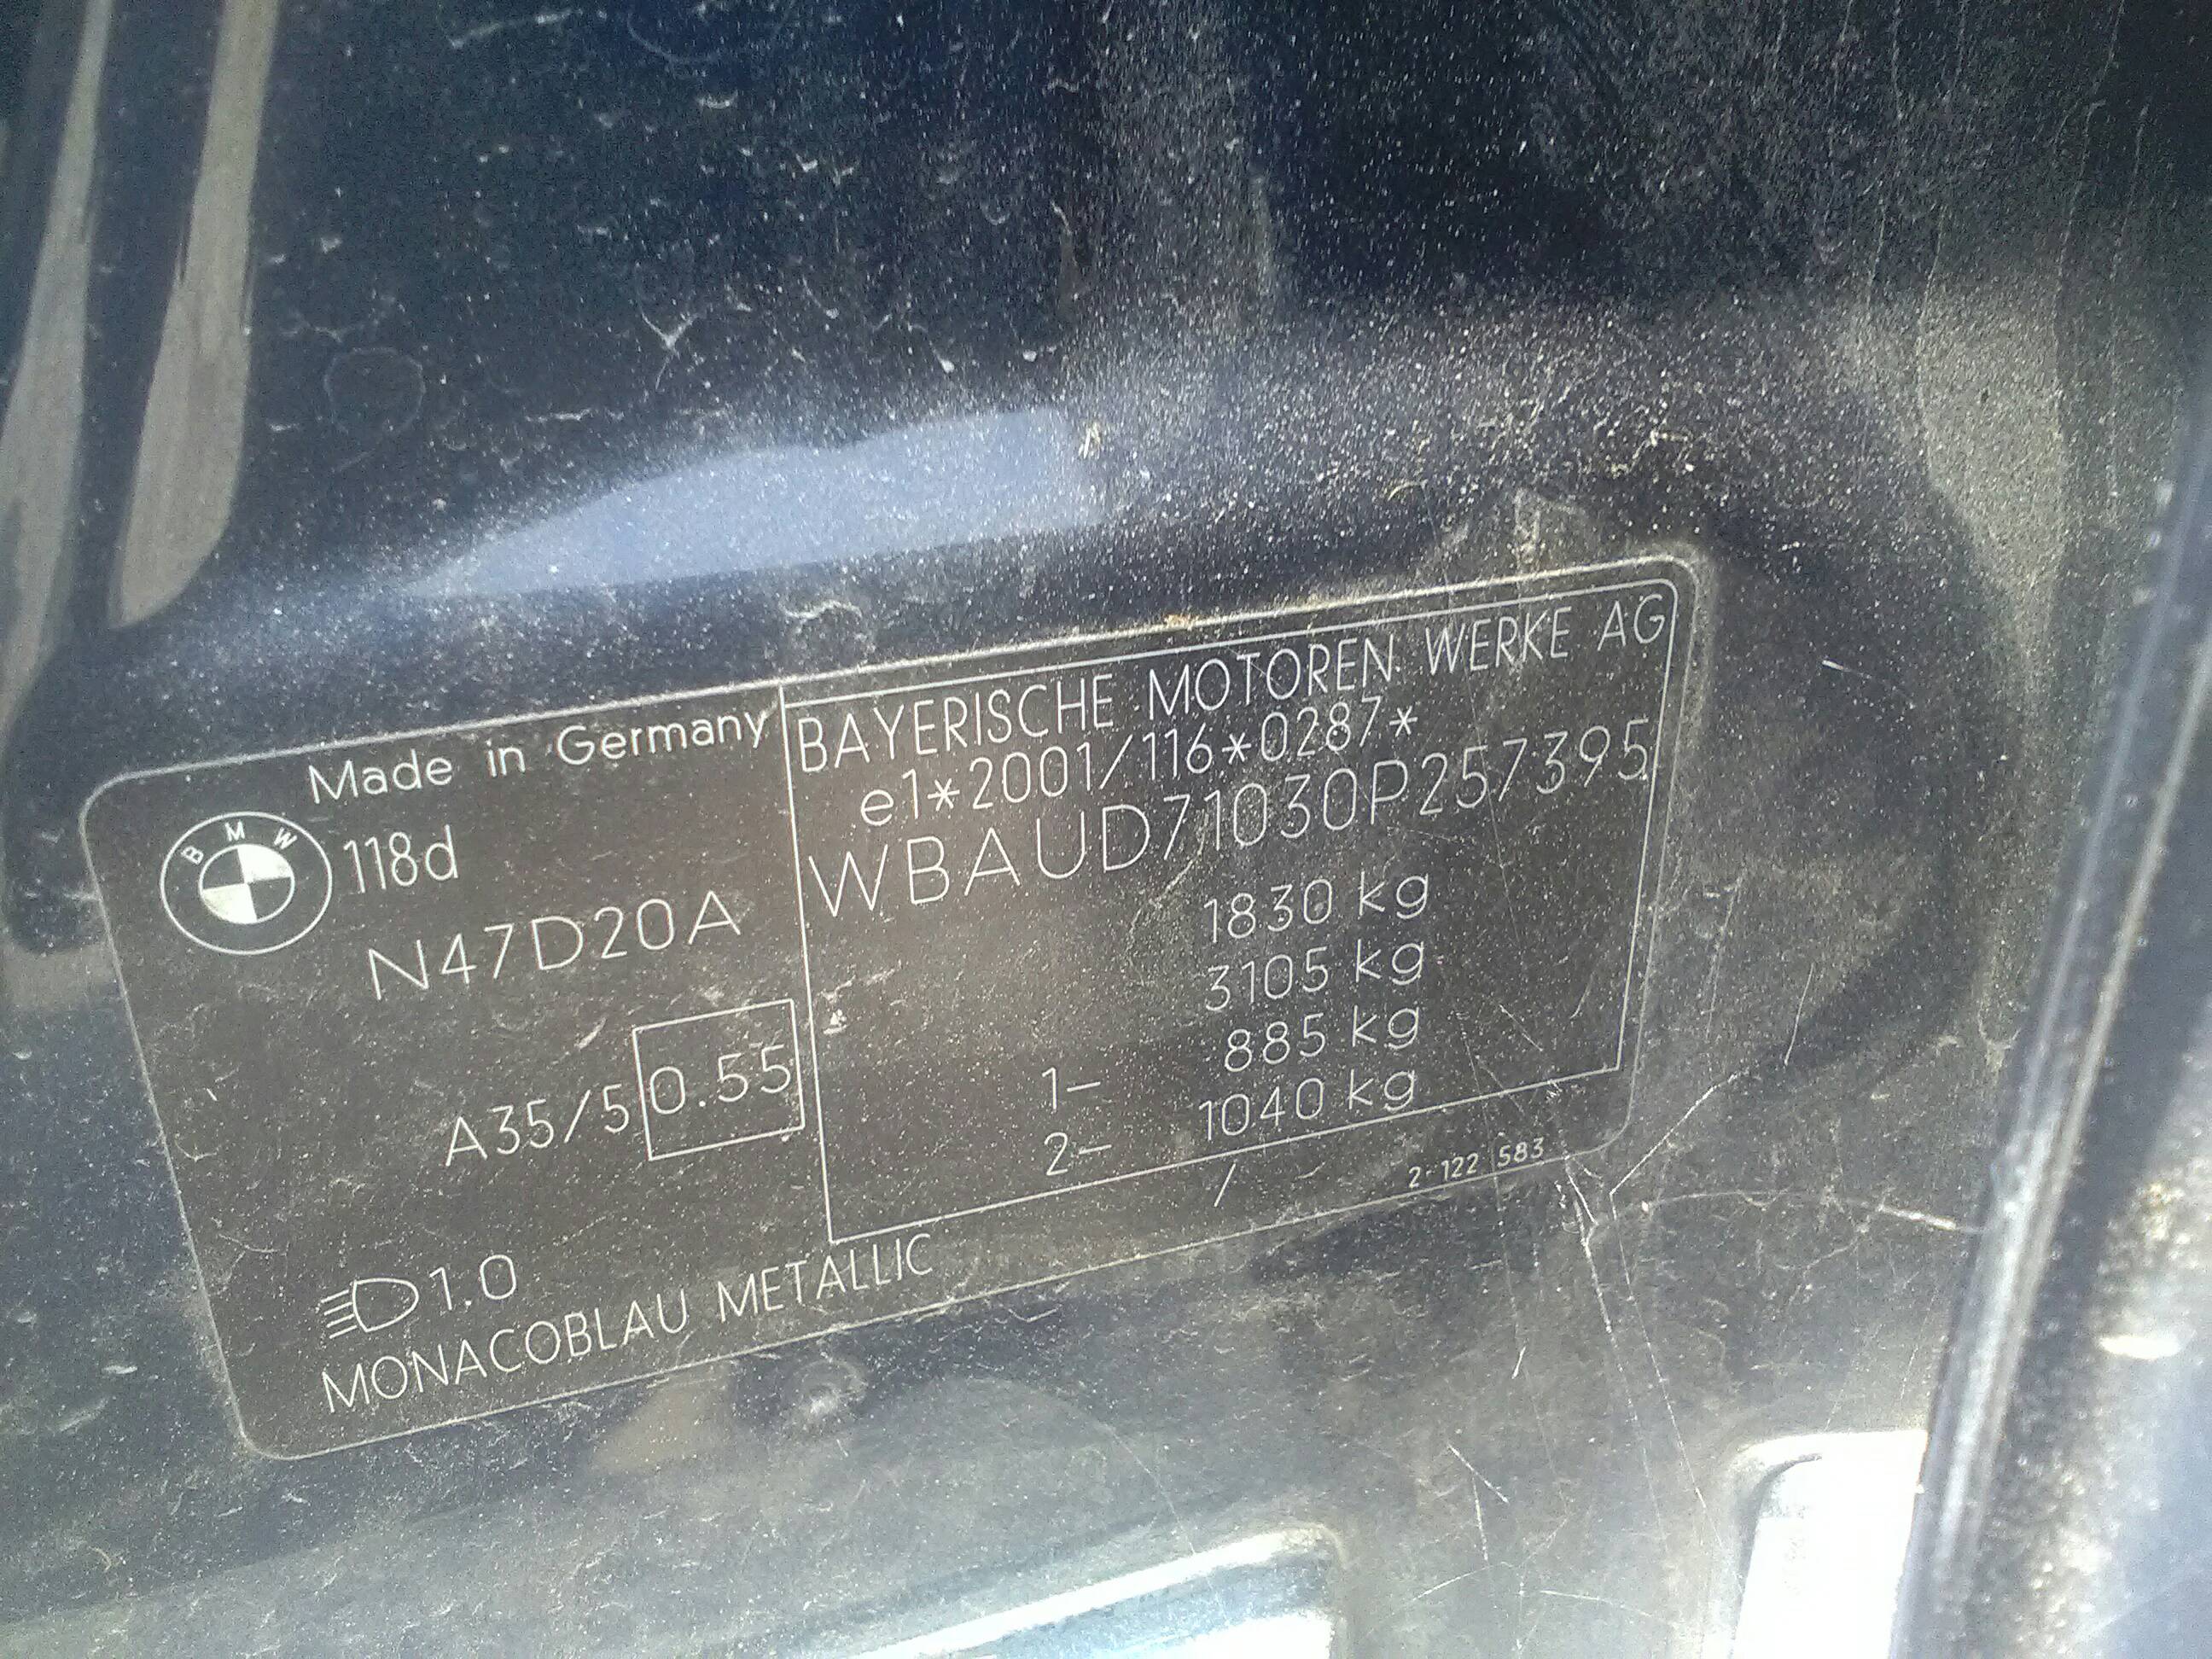 Made in Germany
BMW
118d
N47D20A
A35/5 0.55
1.0
MONACOBLAU METALLIC
BAYERISCHE MOTOREN WERKE AG
e1*2001/116*0287*
WBAUD71030P257395
1830 kg
3105 kg
1- 885 kg
2- 1040 kg
/
2 122 583